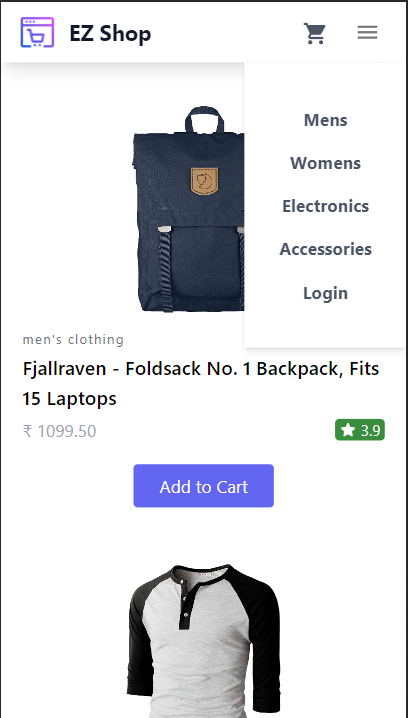 EZ Shop
Mens
Womens
Electronics
Accessories
Login
men's clothing
Fjallraven - Foldsack No. 1 Backpack, Fits
15 Laptops
₹ 1099.50
3.9
Add to Cart